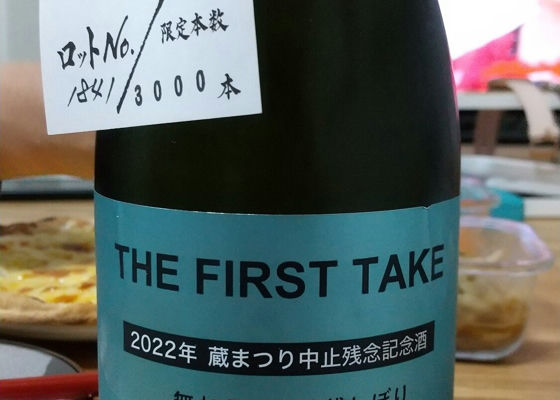 ロットNo. / 限定本数
1841 / 3000本
THE FIRST TAKE
2022年 蔵まつり中止残念記念酒